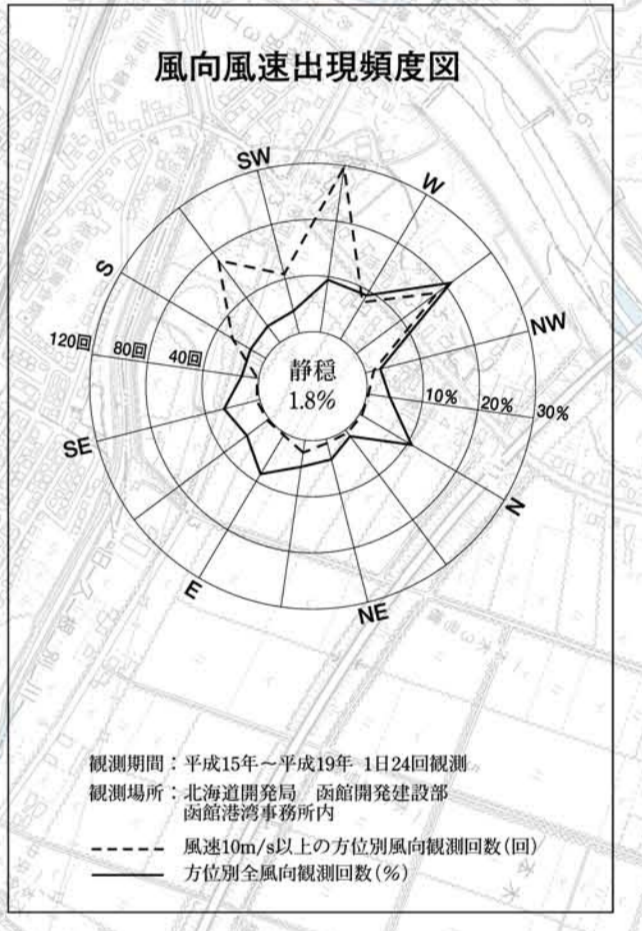 風向風速出現頻度図
SW
W
S
NW
120回 80回 40回
静穏
1.8%
10% 20% 30%
SE
N
E
NE
観測期間：平成15年～平成19年 1日24回観測
観測場所：北海道開発局 函館開発建設部
函館港湾事務所内
風速10m/s以上の方位別風向観測回数(回)
方位別全風向観測回数(%)